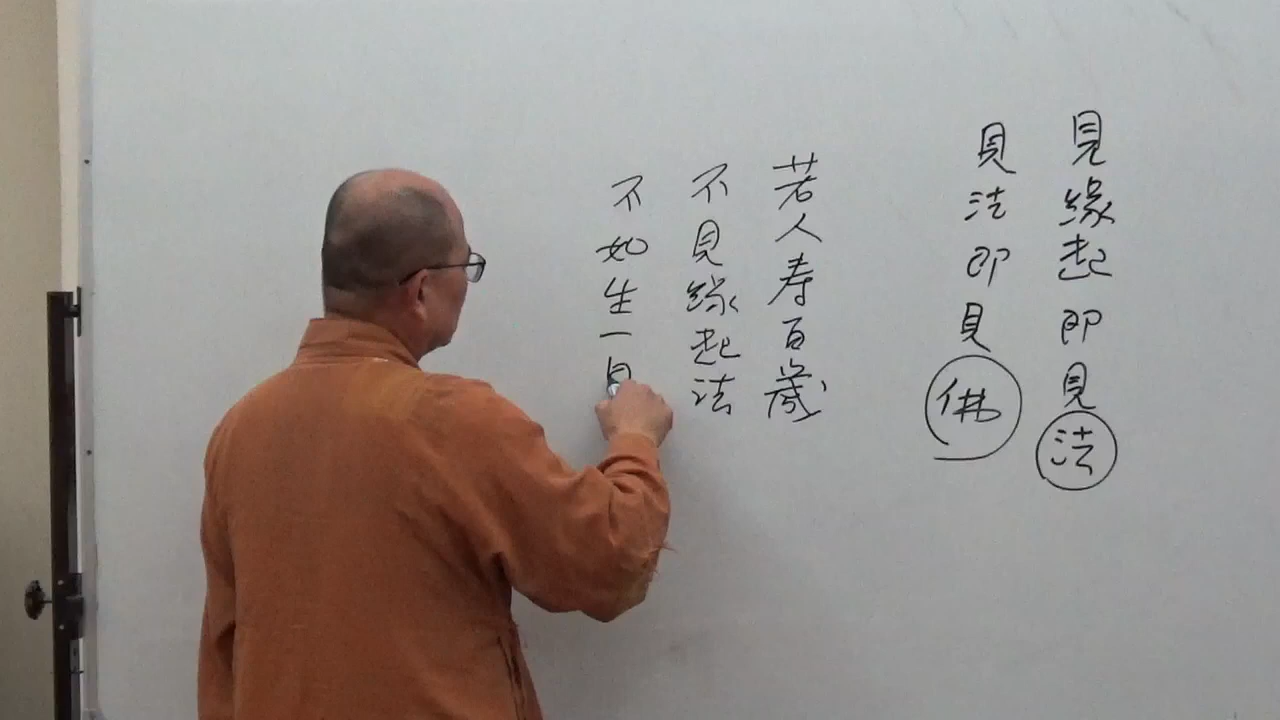 見緣起即見法
見法即見佛
若人寿百歲
不見緣起法
不如生一日